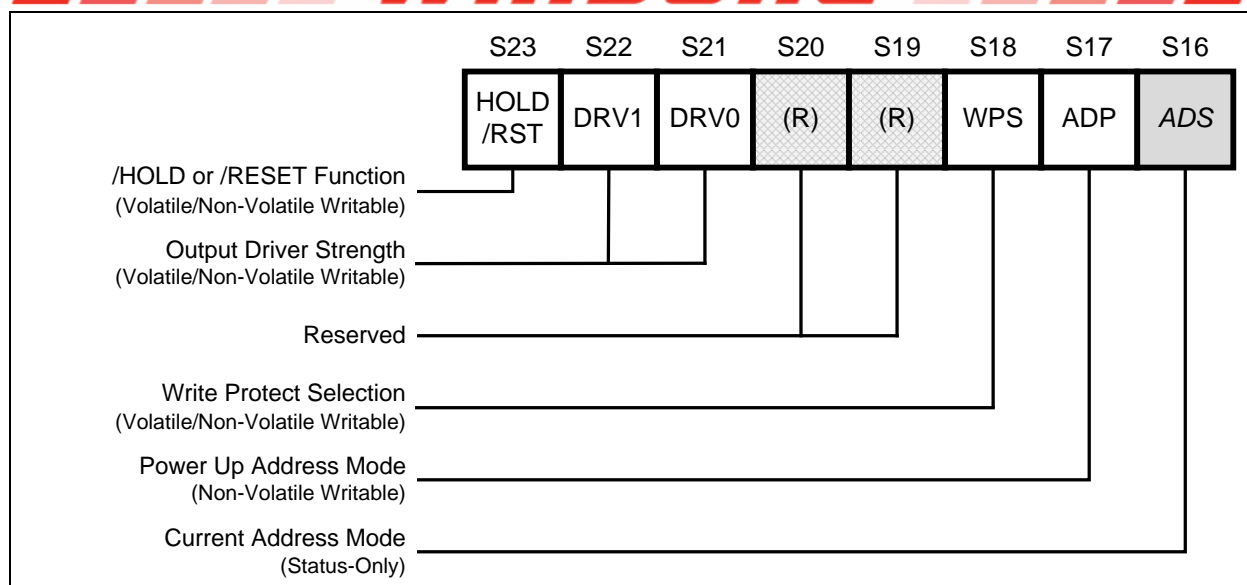 S23 S22 S21 S20 S19 S18 S17 S16
HOLD
/RST DRV1 DRV0 (R) (R) WPS ADP ADS
/HOLD or /RESET Function
(Volatile/Non-Volatile Writable)
Output Driver Strength
(Volatile/Non-Volatile Writable)
Reserved
Write Protect Selection
(Volatile/Non-Volatile Writable)
Power Up Address Mode
(Non-Volatile Writable)
Current Address Mode
(Status-Only)